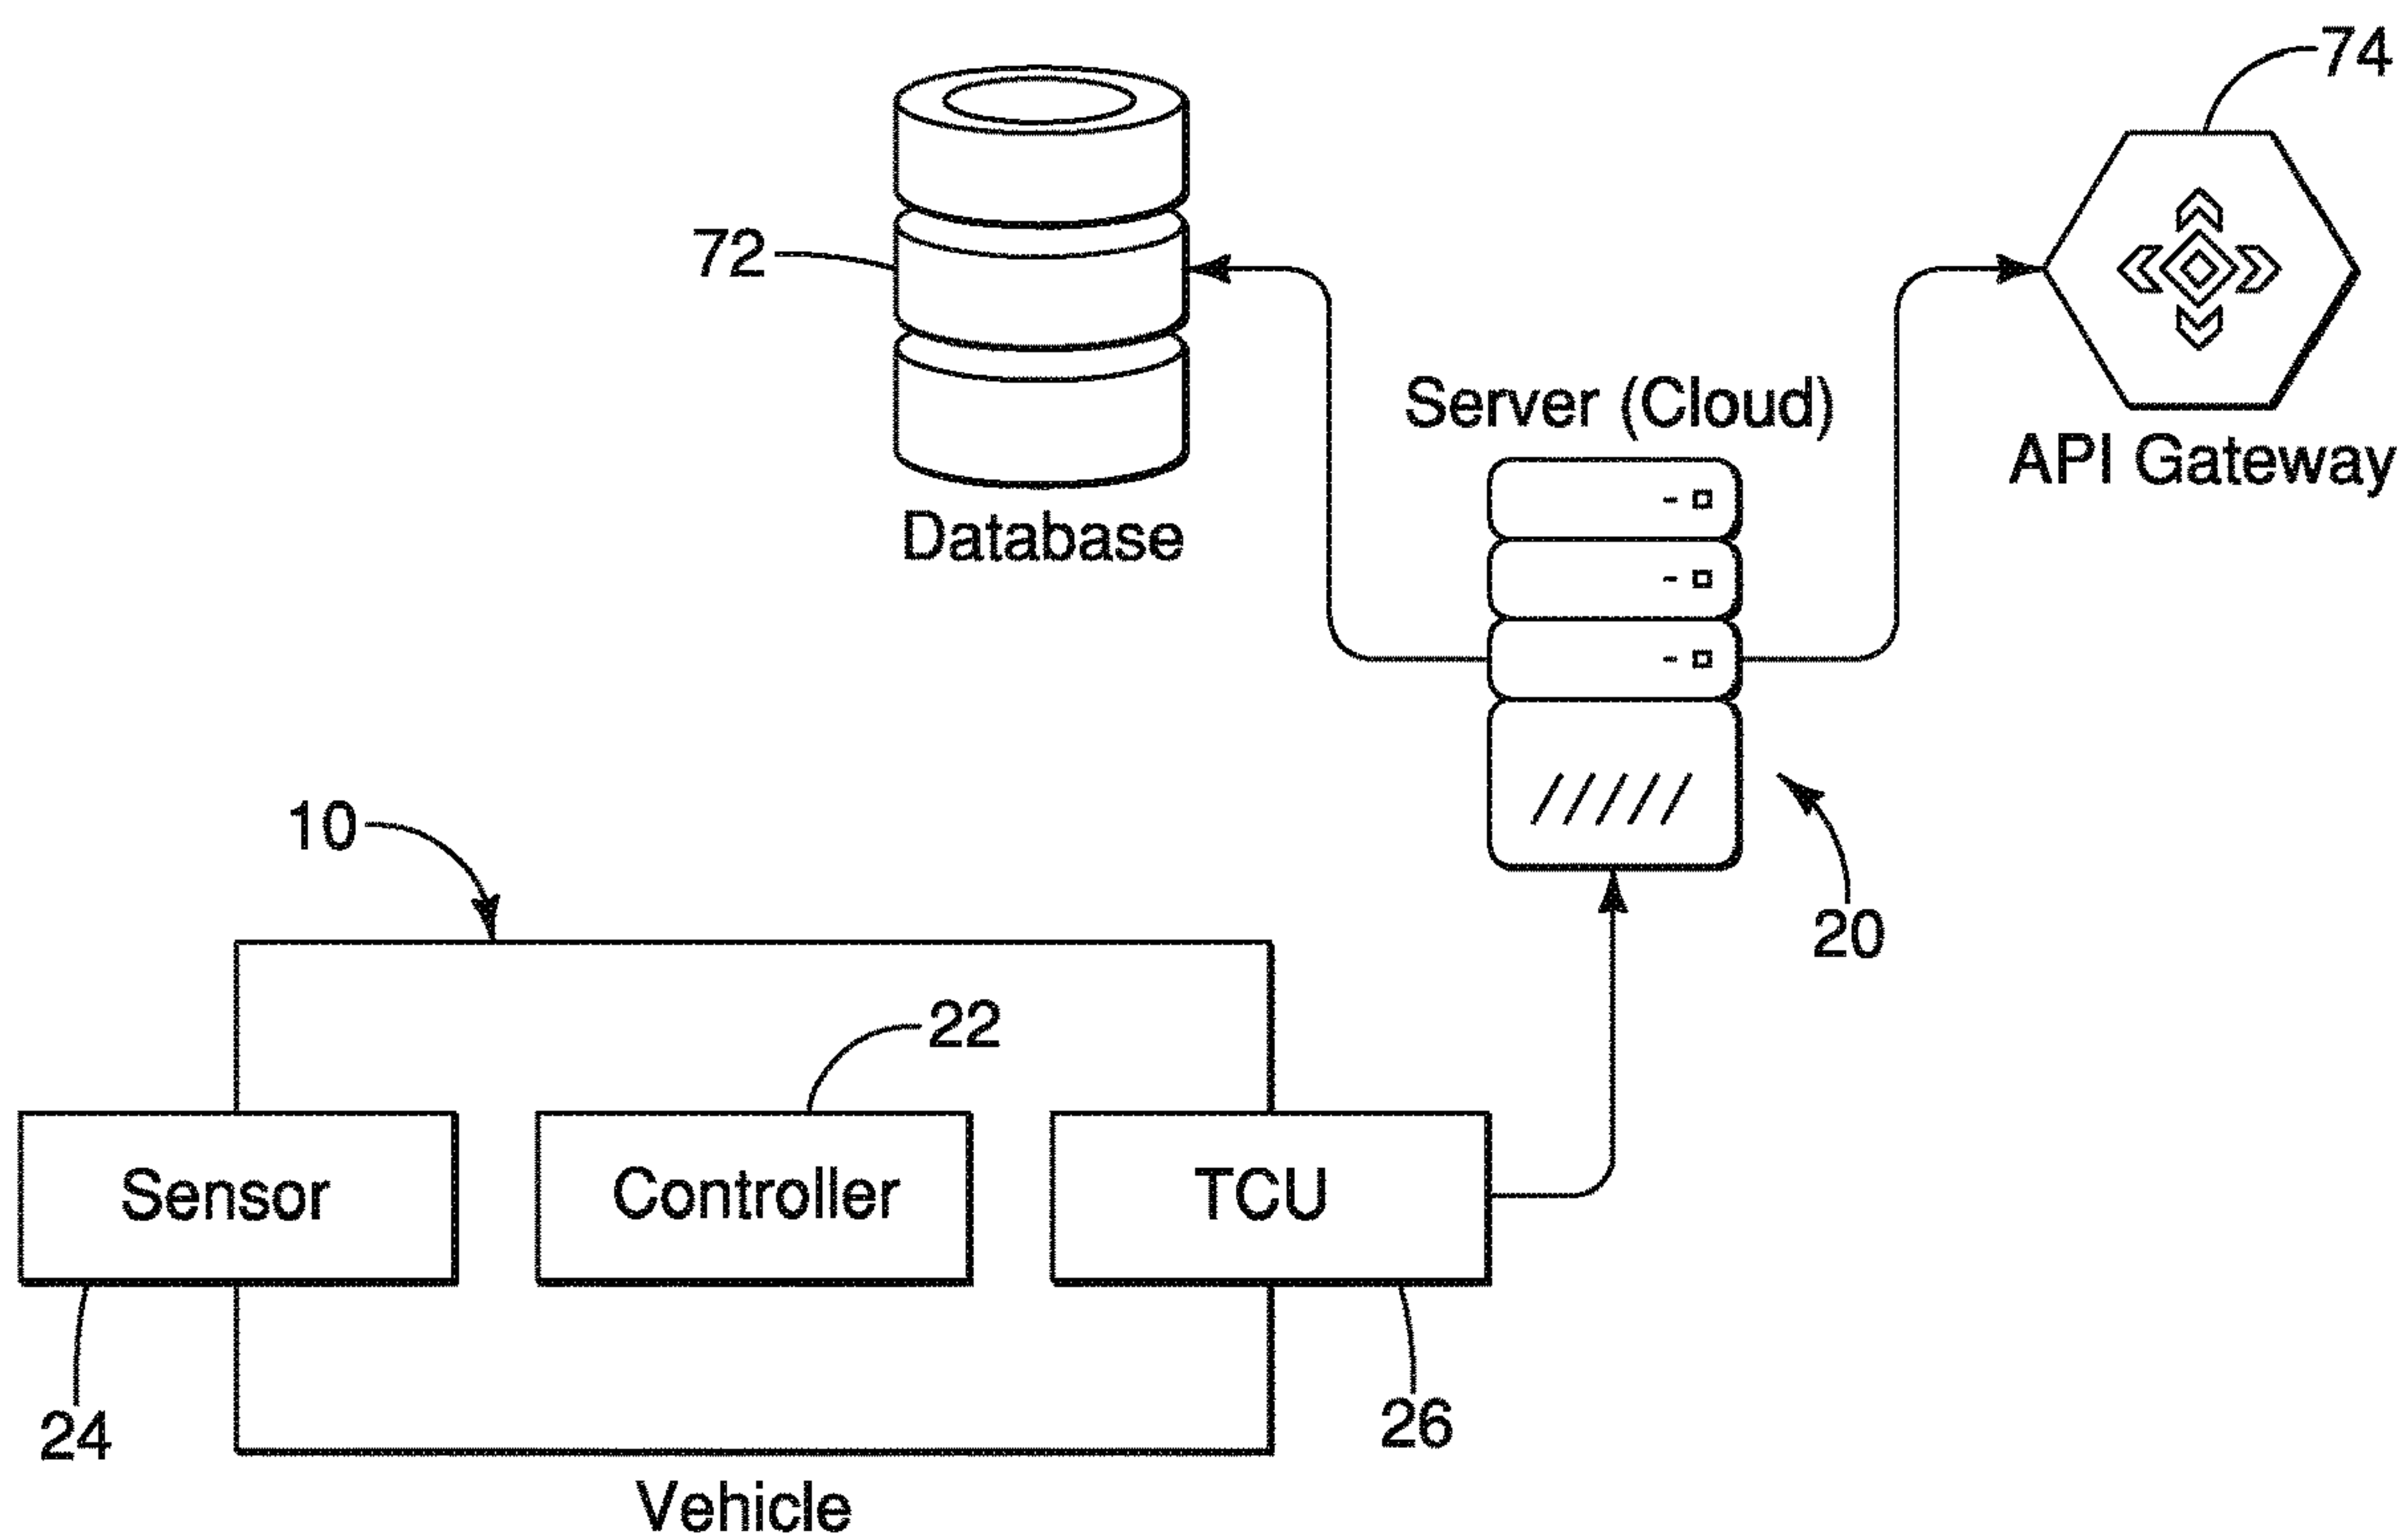 74
72
Server (Cloud)
API Gateway
Database
10
20
22
Sensor
Controller
TCU
24
26
Vehicle